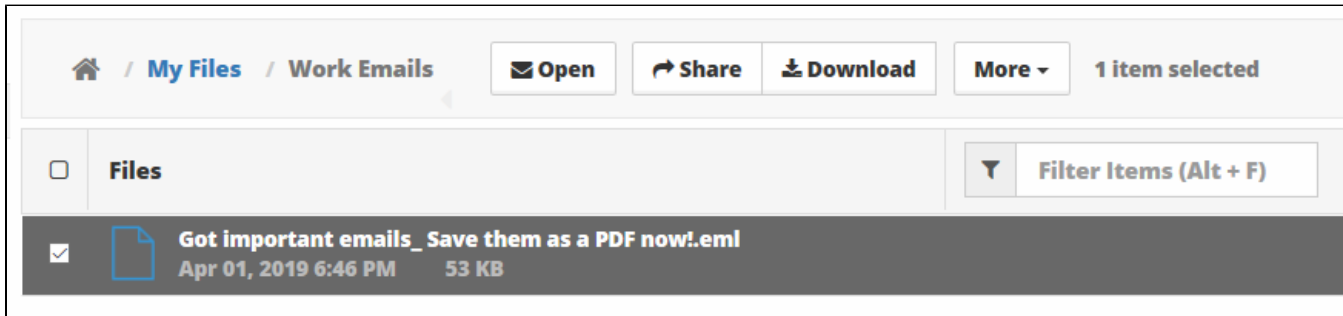 / My Files / Work Emails Open Share Download More 1 item selected
Files Filter Items (Alt + F)
Got important emails_ Save them as a PDF now!.eml
Apr 01, 2019 6:46 PM 53 KB